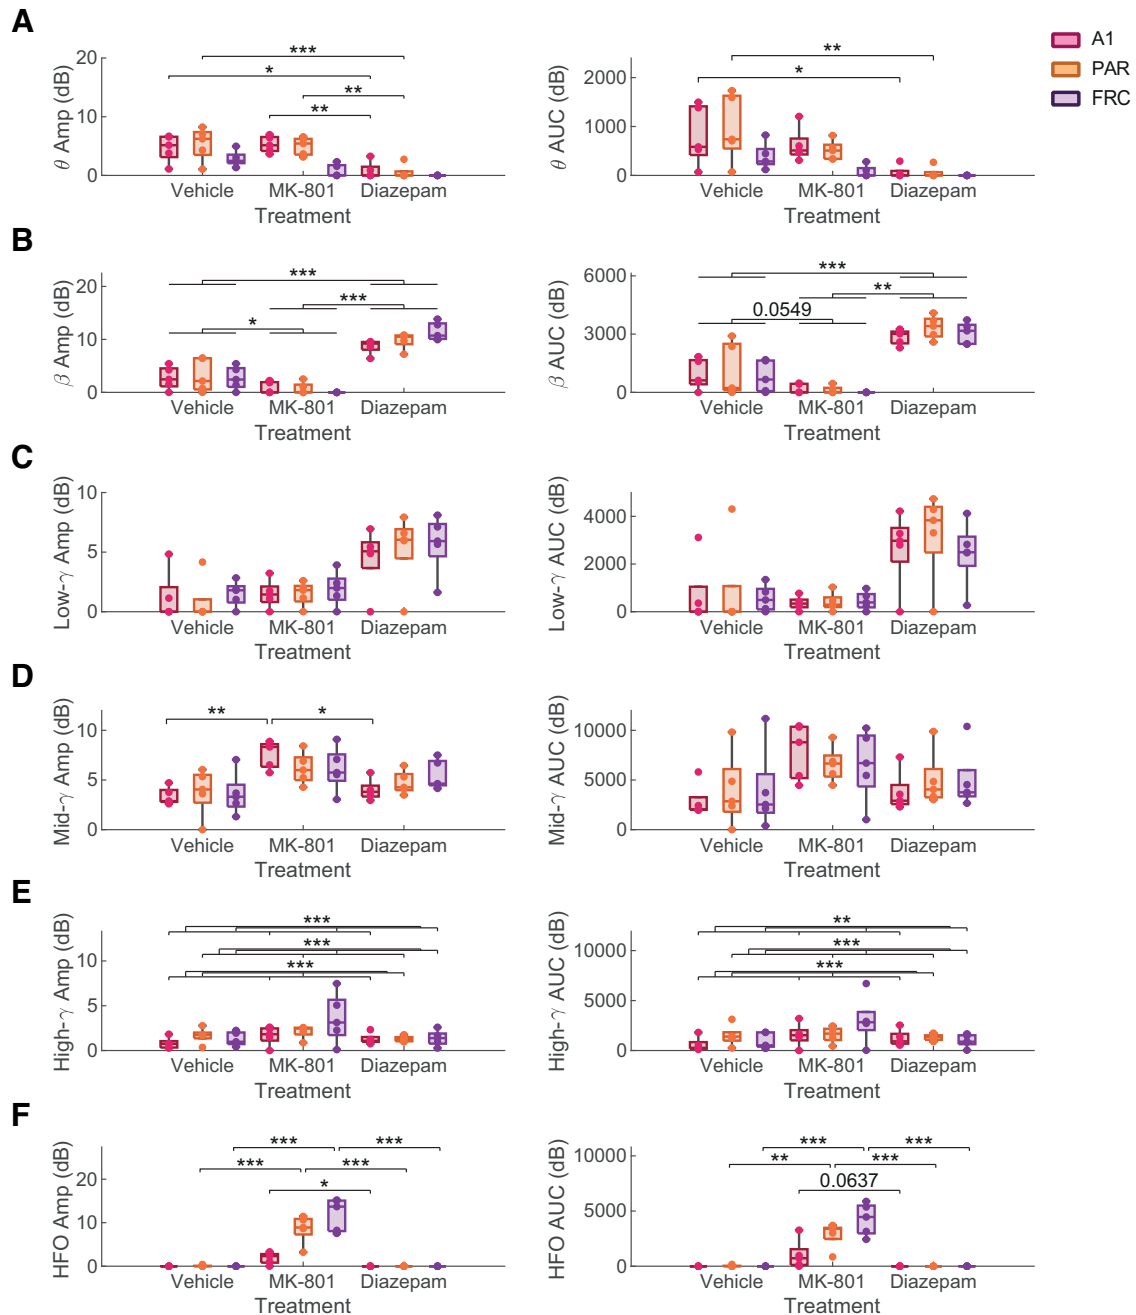 A
θ Amp (dB)
20
10
0
***
*
**
**
Vehicle MK-801 Diazepam
Treatment
θ AUC (dB)
2000
1000
0
**
*
Vehicle MK-801 Diazepam
Treatment
A1
PAR
FRC
B
β Amp (dB)
20
10
0
***
***
*
Vehicle MK-801 Diazepam
Treatment
β AUC (dB)
6000
3000
0
***
**
0.0549
Vehicle MK-801 Diazepam
Treatment
C
Low-γ Amp (dB)
10
5
0
Vehicle MK-801 Diazepam
Treatment
Low-γ AUC (dB)
4000
2000
0
Vehicle MK-801 Diazepam
Treatment
D
Mid-γ Amp (dB)
10
5
0
**
*
Vehicle MK-801 Diazepam
Treatment
Mid-γ AUC (dB)
10000
5000
0
Vehicle MK-801 Diazepam
Treatment
E
High-γ Amp (dB)
10
5
0
***
***
***
Vehicle MK-801 Diazepam
Treatment
High-γ AUC (dB)
10000
5000
0
**
***
***
Vehicle MK-801 Diazepam
Treatment
F
HFO Amp (dB)
20
10
0
*** ***
*** ***
*
Vehicle MK-801 Diazepam
Treatment
HFO AUC (dB)
10000
5000
0
*** ***
** ***
0.0637
Vehicle MK-801 Diazepam
Treatment